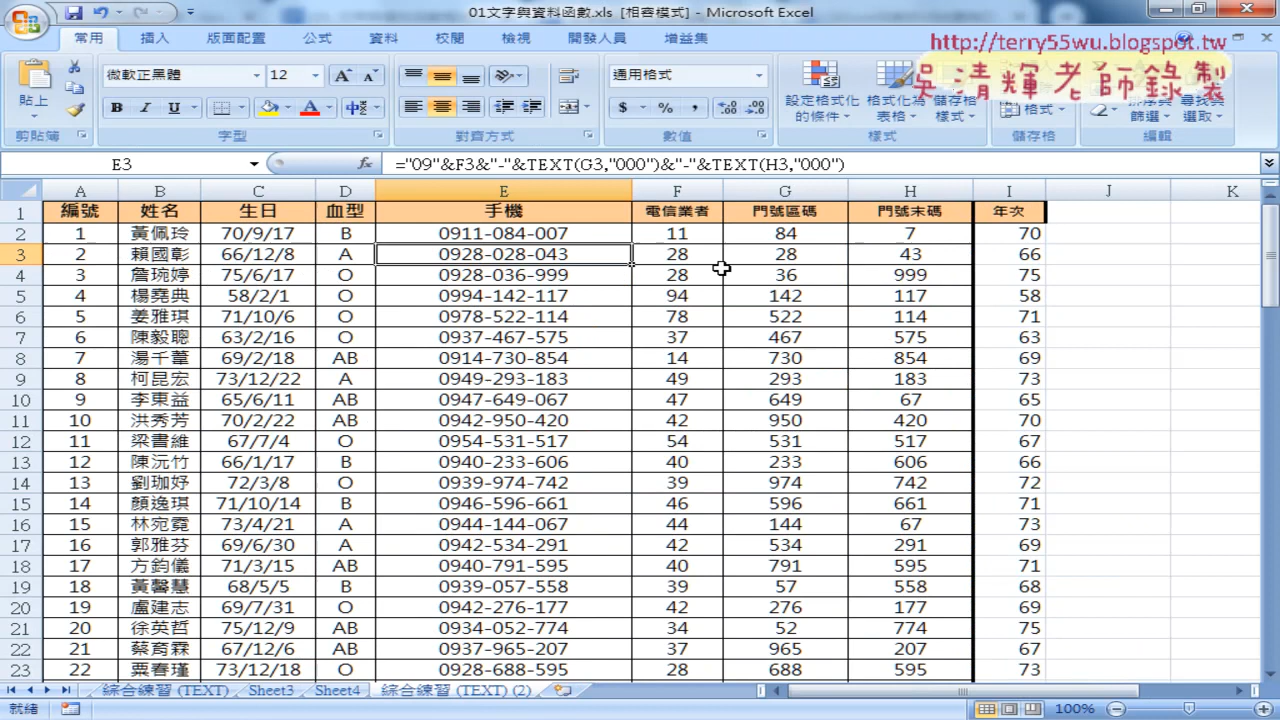 01文字與資料函數.xls [相容模式] - Microsoft Excel
常用 插入 版面配置 公式 資料 校閱 檢視 開發人員 增益集
http://terry55wu.blogspot.tw
吳清輝老師錄製
貼上 微軟正黑體 12 通用格式 設定格式化的條件 格式化為表格 儲存格樣式 格式 排序與篩選 尋找與選取
剪貼簿 字型 對齊方式 數值 樣式 儲存格 編輯
E3 fx ="09"&F3&"-"&TEXT(G3,"000")&"-"&TEXT(H3,"000")
A B C D E F G H I J K
1 編號 姓名 生日 血型 手機 電信業者 門號區碼 門號末碼 年次
2 1 黃佩玲 70/9/17 B 0911-084-007 11 84 7 70
3 2 賴國彰 66/12/8 A 0928-028-043 28 28 43 66
4 3 詹琬婷 75/6/17 O 0928-036-999 28 36 999 75
5 4 楊堯典 58/2/1 O 0994-142-117 94 142 117 58
6 5 姜雅琪 71/10/6 O 0978-522-114 78 522 114 71
7 6 陳毅聰 63/2/16 O 0937-467-575 37 467 575 63
8 7 湯千葦 69/2/18 AB 0914-730-854 14 730 854 69
9 8 柯昆宏 73/12/22 A 0949-293-183 49 293 183 73
10 9 李東益 65/6/11 AB 0947-649-067 47 649 67 65
11 10 洪秀芳 70/2/22 AB 0942-950-420 42 950 420 70
12 11 梁書維 67/7/4 O 0954-531-517 54 531 517 67
13 12 陳沅竹 66/1/17 B 0940-233-606 40 233 606 66
14 13 劉珈妤 72/3/8 O 0939-974-742 39 974 742 72
15 14 顏逸琪 71/10/14 B 0946-596-661 46 596 661 71
16 15 林宛霓 73/4/21 A 0944-144-067 44 144 67 73
17 16 郭雅芬 69/6/30 A 0942-534-291 42 534 291 69
18 17 方鈞儀 71/3/15 AB 0940-791-595 40 791 595 71
19 18 黃馨慧 68/5/5 B 0939-057-558 39 57 558 68
20 19 盧建志 69/7/31 O 0942-276-177 42 276 177 69
21 20 徐英哲 75/12/9 AB 0934-052-774 34 52 774 75
22 21 蔡育霖 67/12/6 AB 0937-965-207 37 965 207 67
23 22 粟春瑾 73/12/18 O 0928-688-595 28 688 595 73
綜合練習 (TEXT) Sheet3 Sheet4 綜合練習 (TEXT) (2)
就緒 100%